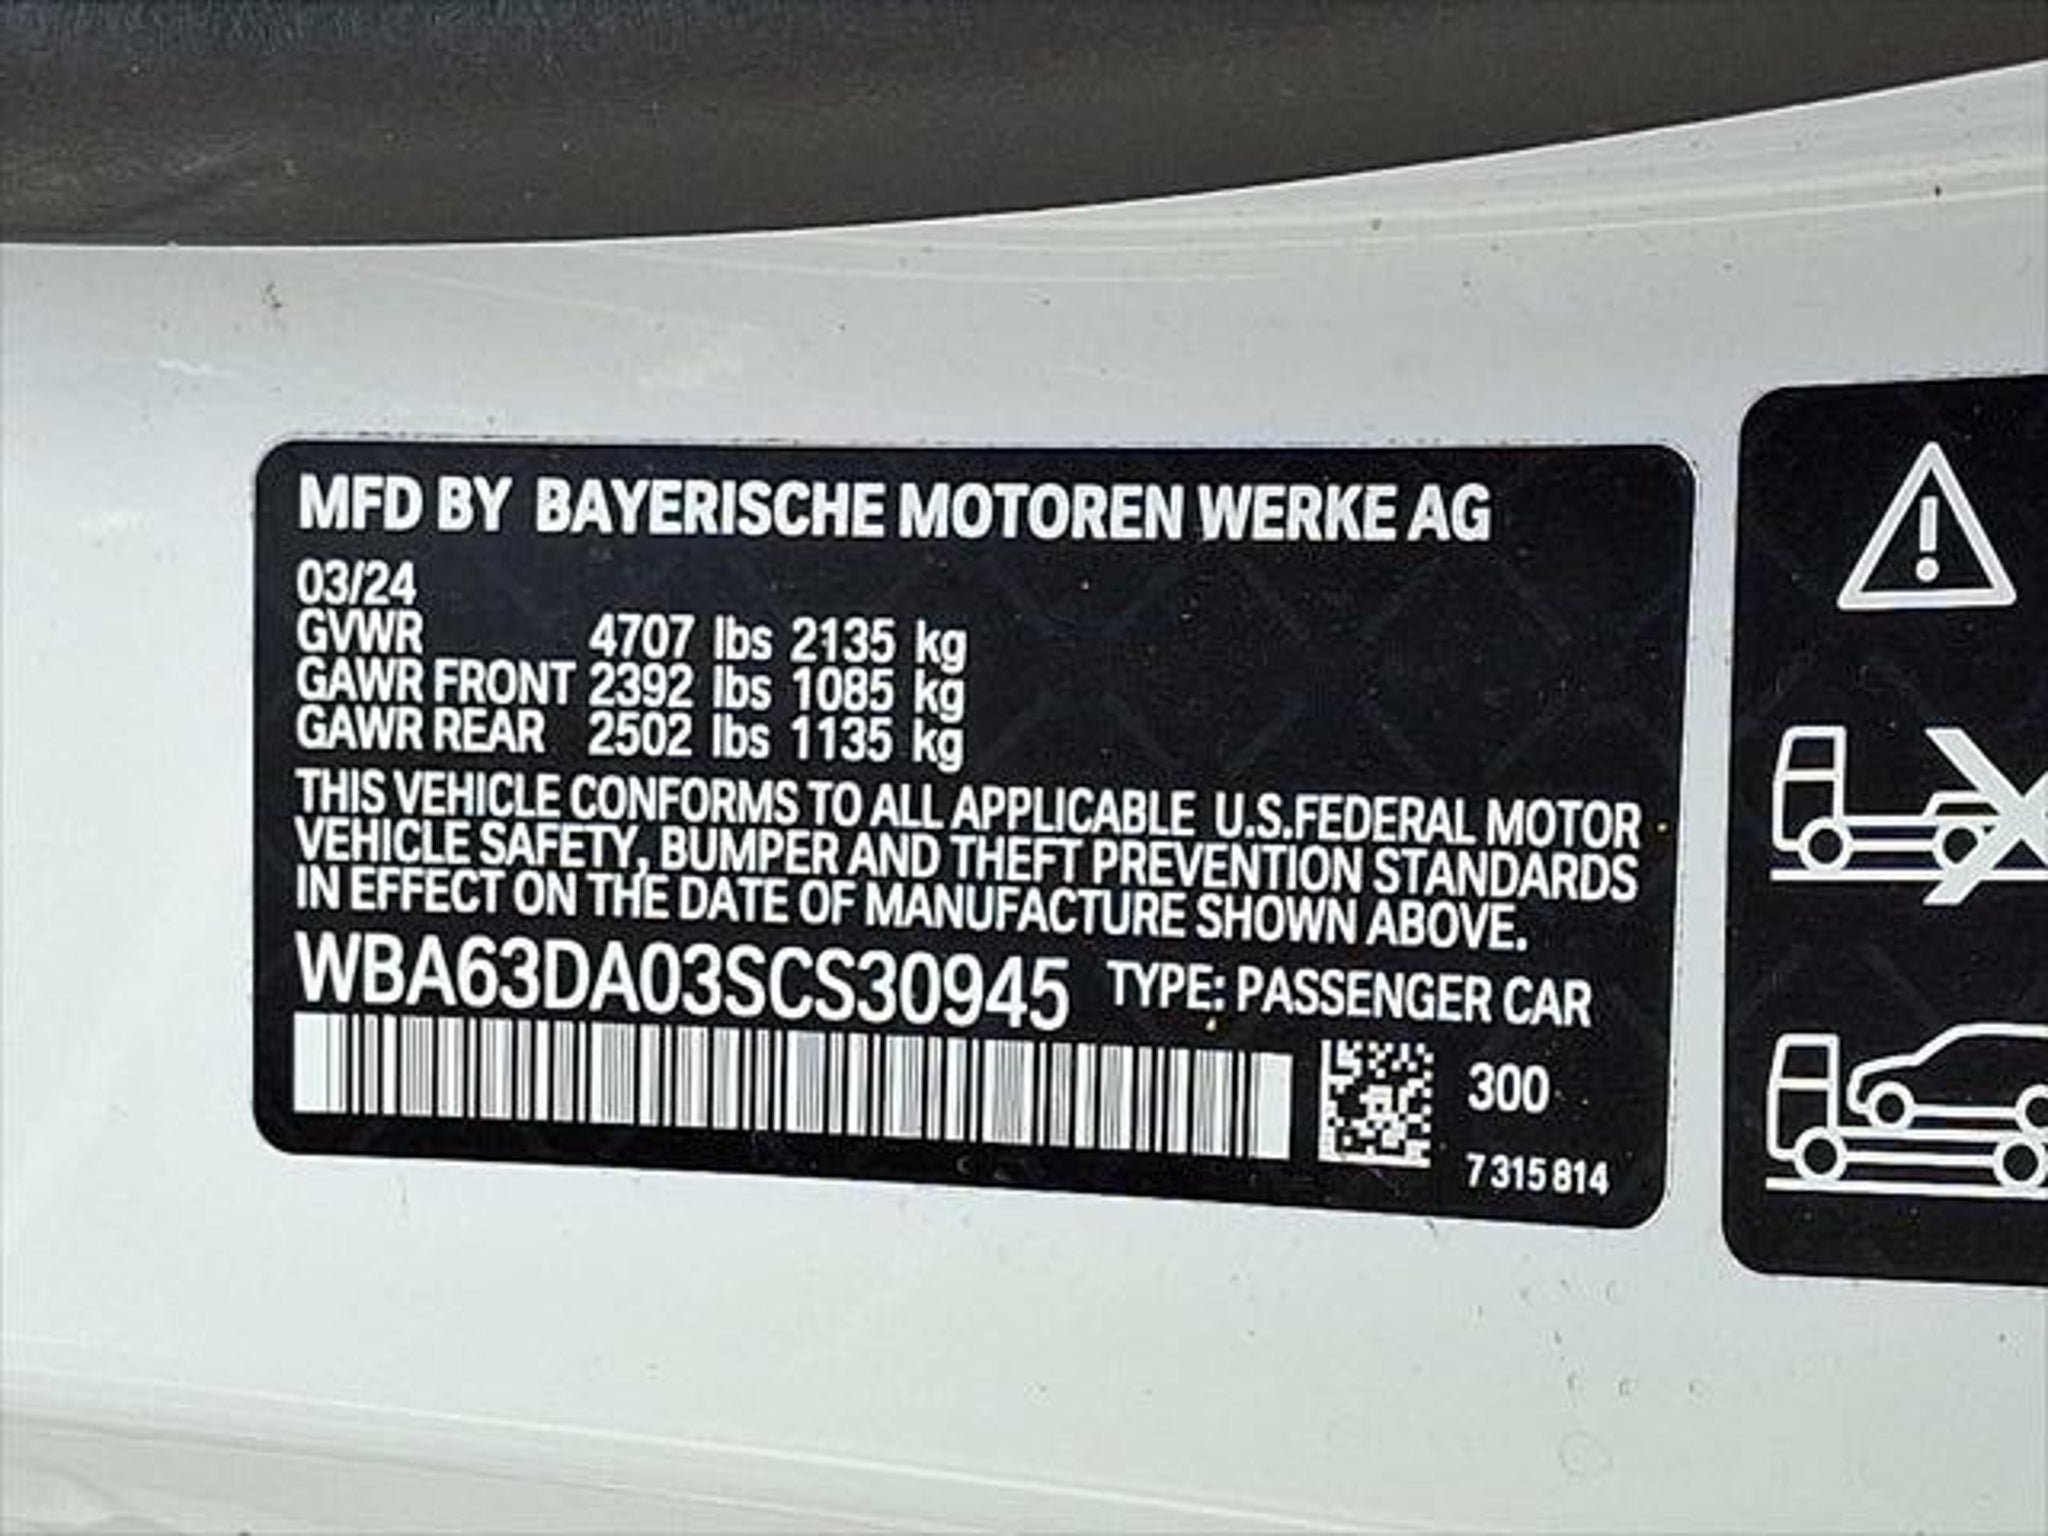 MFD BY BAYERISCHE MOTOREN WERKE AG
03/24
GVWR 4707 lbs 2135 kg
GAWR FRONT 2392 lbs 1085 kg
GAWR REAR 2502 lbs 1135 kg
THIS VEHICLE CONFORMS TO ALL APPLICABLE U.S.FEDERAL MOTOR
VEHICLE SAFETY, BUMPER AND THEFT PREVENTION STANDARDS
IN EFFECT ON THE DATE OF MANUFACTURE SHOWN ABOVE.
WBA63DA03SCS30945 TYPE: PASSENGER CAR
300
7 315 814